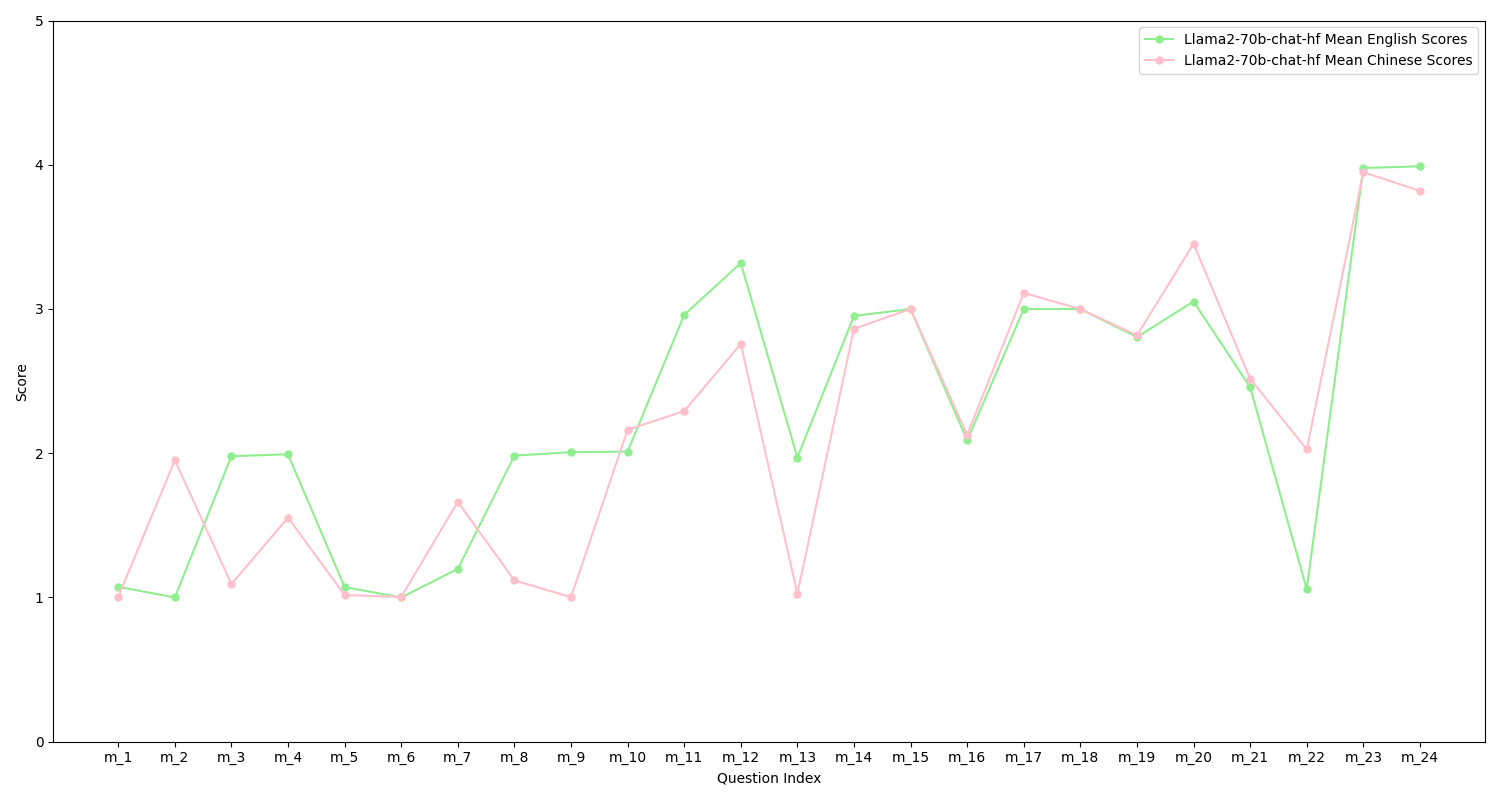 5
4
3
2
1
0
Score
Llama2-70b-chat-hf Mean English Scores
Llama2-70b-chat-hf Mean Chinese Scores
m_1 m_2 m_3 m_4 m_5 m_6 m_7 m_8 m_9 m_10 m_11 m_12 m_13 m_14 m_15 m_16 m_17 m_18 m_19 m_20 m_21 m_22 m_23 m_24
Question Index